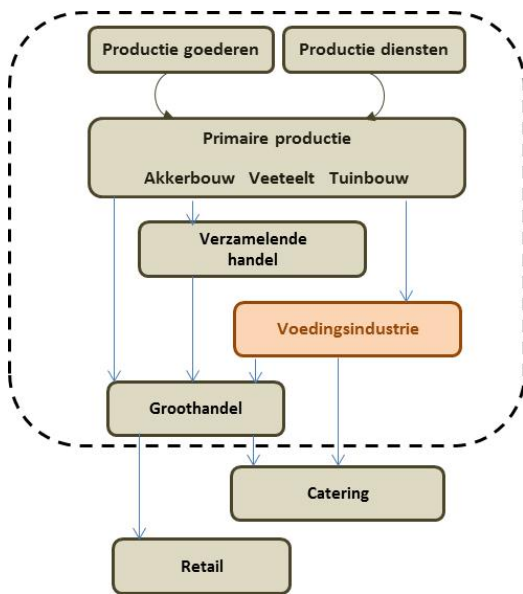 Productie goederen
Productie diensten
Primaire productie
Akkerbouw Veeteelt Tuinbouw
Verzamelende
handel
Voedingsindustrie
Groothandel
Catering
Retail